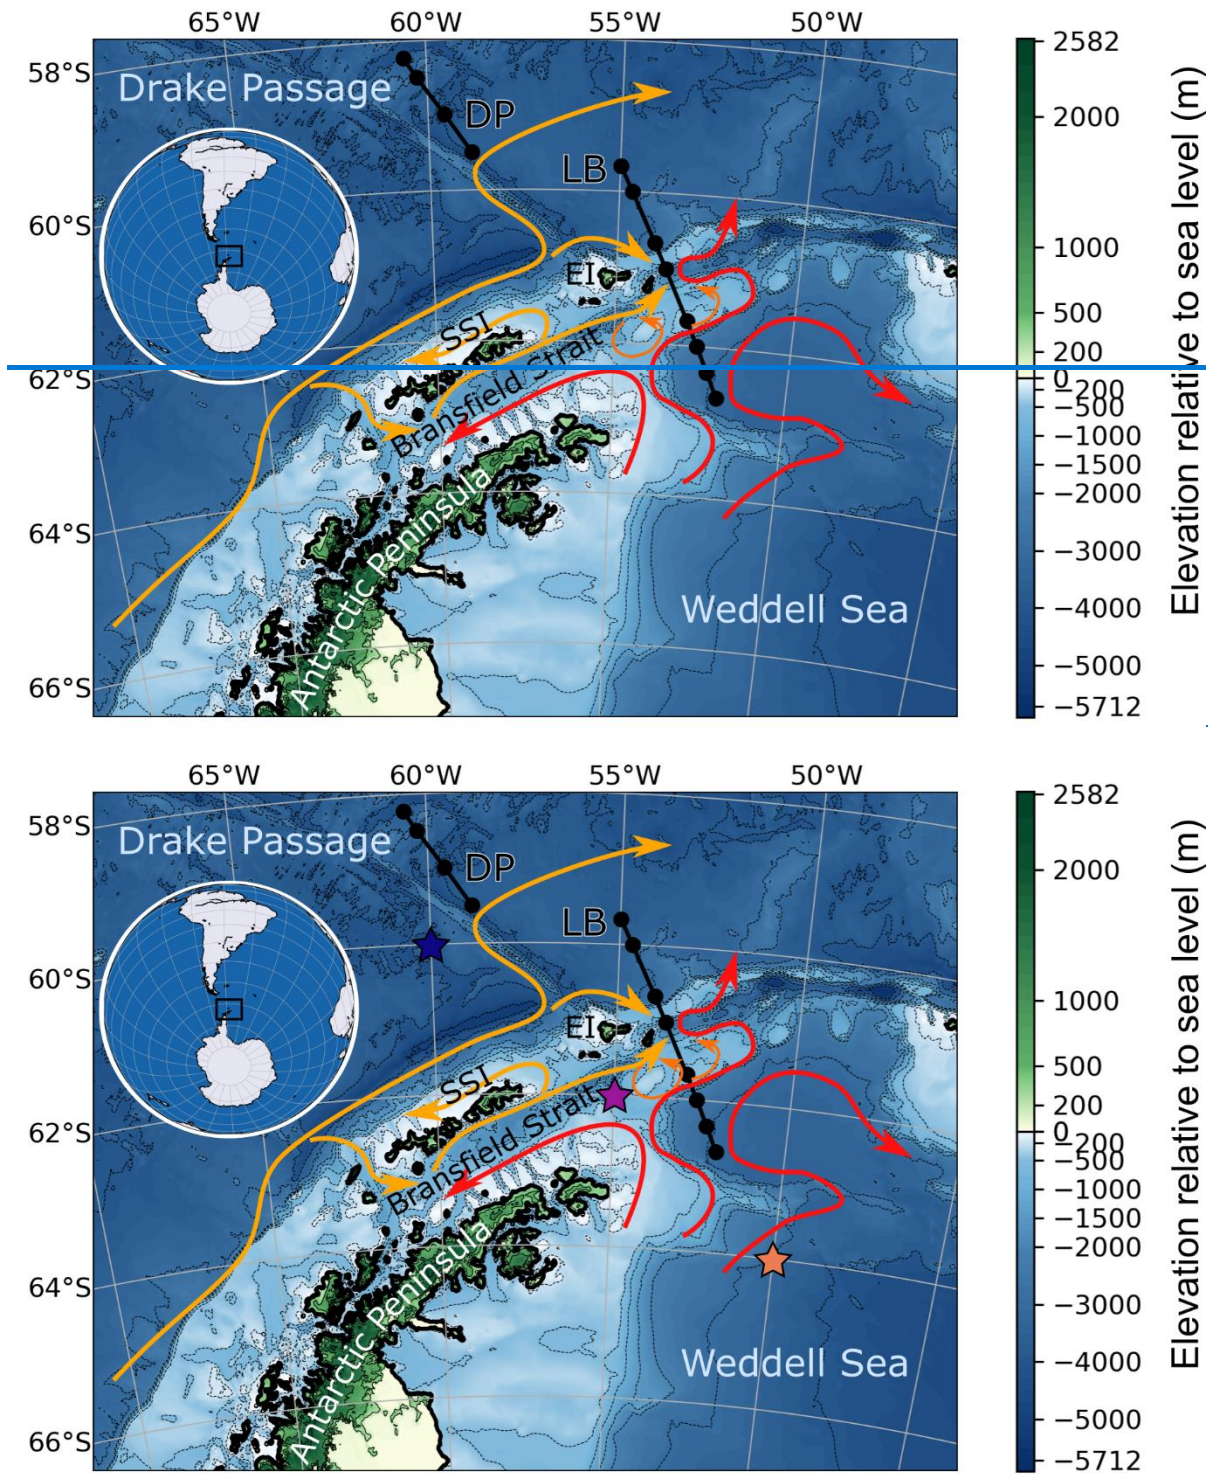 65°W 60°W 55°W 50°W
58°S
60°S
62°S
64°S
66°S
Drake Passage
DP
LB
EI
SSI
Bransfield Strait
Antarctic Peninsula
Weddell Sea
2582
2000
1000
500
200
0
−200
−500
−1000
−1500
−2000
−3000
−4000
−5000
−5712
Elevation relative to sea level (m)
65°W 60°W 55°W 50°W
58°S
60°S
62°S
64°S
66°S
Drake Passage
DP
LB
EI
SSI
Bransfield Strait
Antarctic Peninsula
Weddell Sea
2582
2000
1000
500
200
0
−200
−500
−1000
−1500
−2000
−3000
−4000
−5000
−5712
Elevation relative to sea level (m)